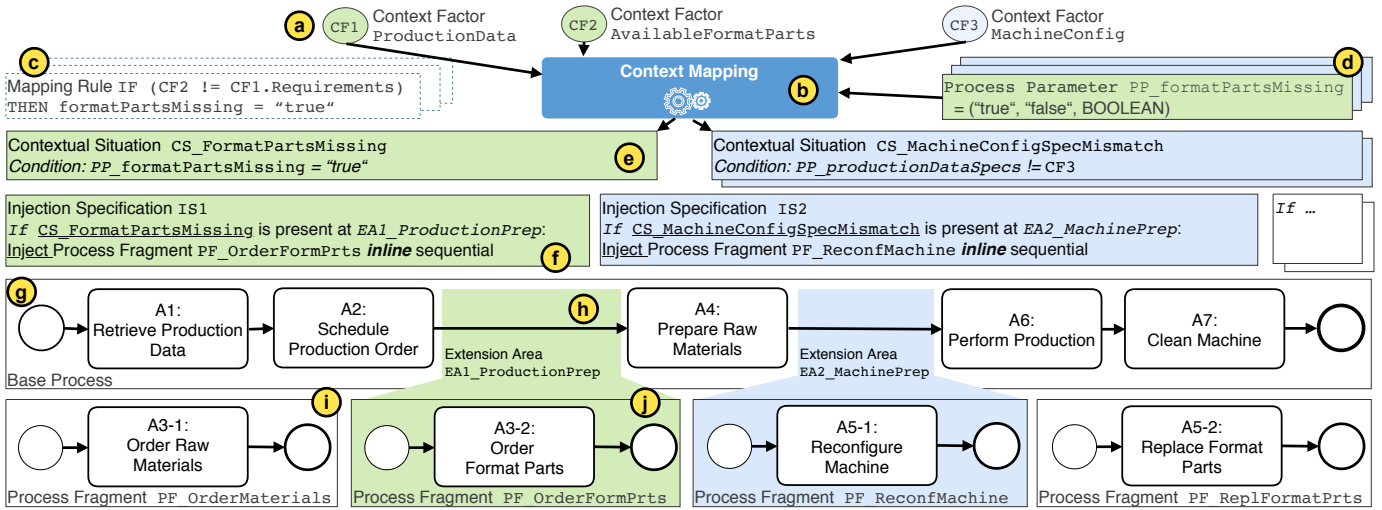 a
CF1
Context Factor
ProductionData
CF2
Context Factor
AvailableFormatParts
CF3
Context Factor
MachineConfig
c
Mapping Rule IF (CF2 != CF1.Requirements)
THEN formatPartsMissing = “true“
Context Mapping
b
d
Process Parameter PP_formatPartsMissing
= (“true“, “false“, BOOLEAN)
Contextual Situation CS_FormatPartsMissing
Condition: PP_formatPartsMissing = “true“
e
Contextual Situation CS_MachineConfigSpecMismatch
Condition: PP_productionDataSpecs != CF3
Injection Specification IS1
If CS_FormatPartsMissing is present at EA1_ProductionPrep:
Inject Process Fragment PF_OrderFormPrts inline sequential
f
Injection Specification IS2
If CS_MachineConfigSpecMismatch is present at EA2_MachinePrep:
Inject Process Fragment PF_ReconfMachine inline sequential
If …
g
A1:
Retrieve Production
Data
A2:
Schedule
Production Order
h
Extension Area
EA1_ProductionPrep
A4:
Prepare Raw
Materials
Extension Area
EA2_MachinePrep
A6:
Perform Production
A7:
Clean Machine
Base Process
i
A3-1:
Order Raw
Materials
Process Fragment PF_OrderMaterials
j
A3-2:
Order
Format Parts
Process Fragment PF_OrderFormPrts
A5-1:
Reconfigure
Machine
Process Fragment PF_ReconfMachine
A5-2:
Replace Format
Parts
Process Fragment PF_ReplFormatPrts